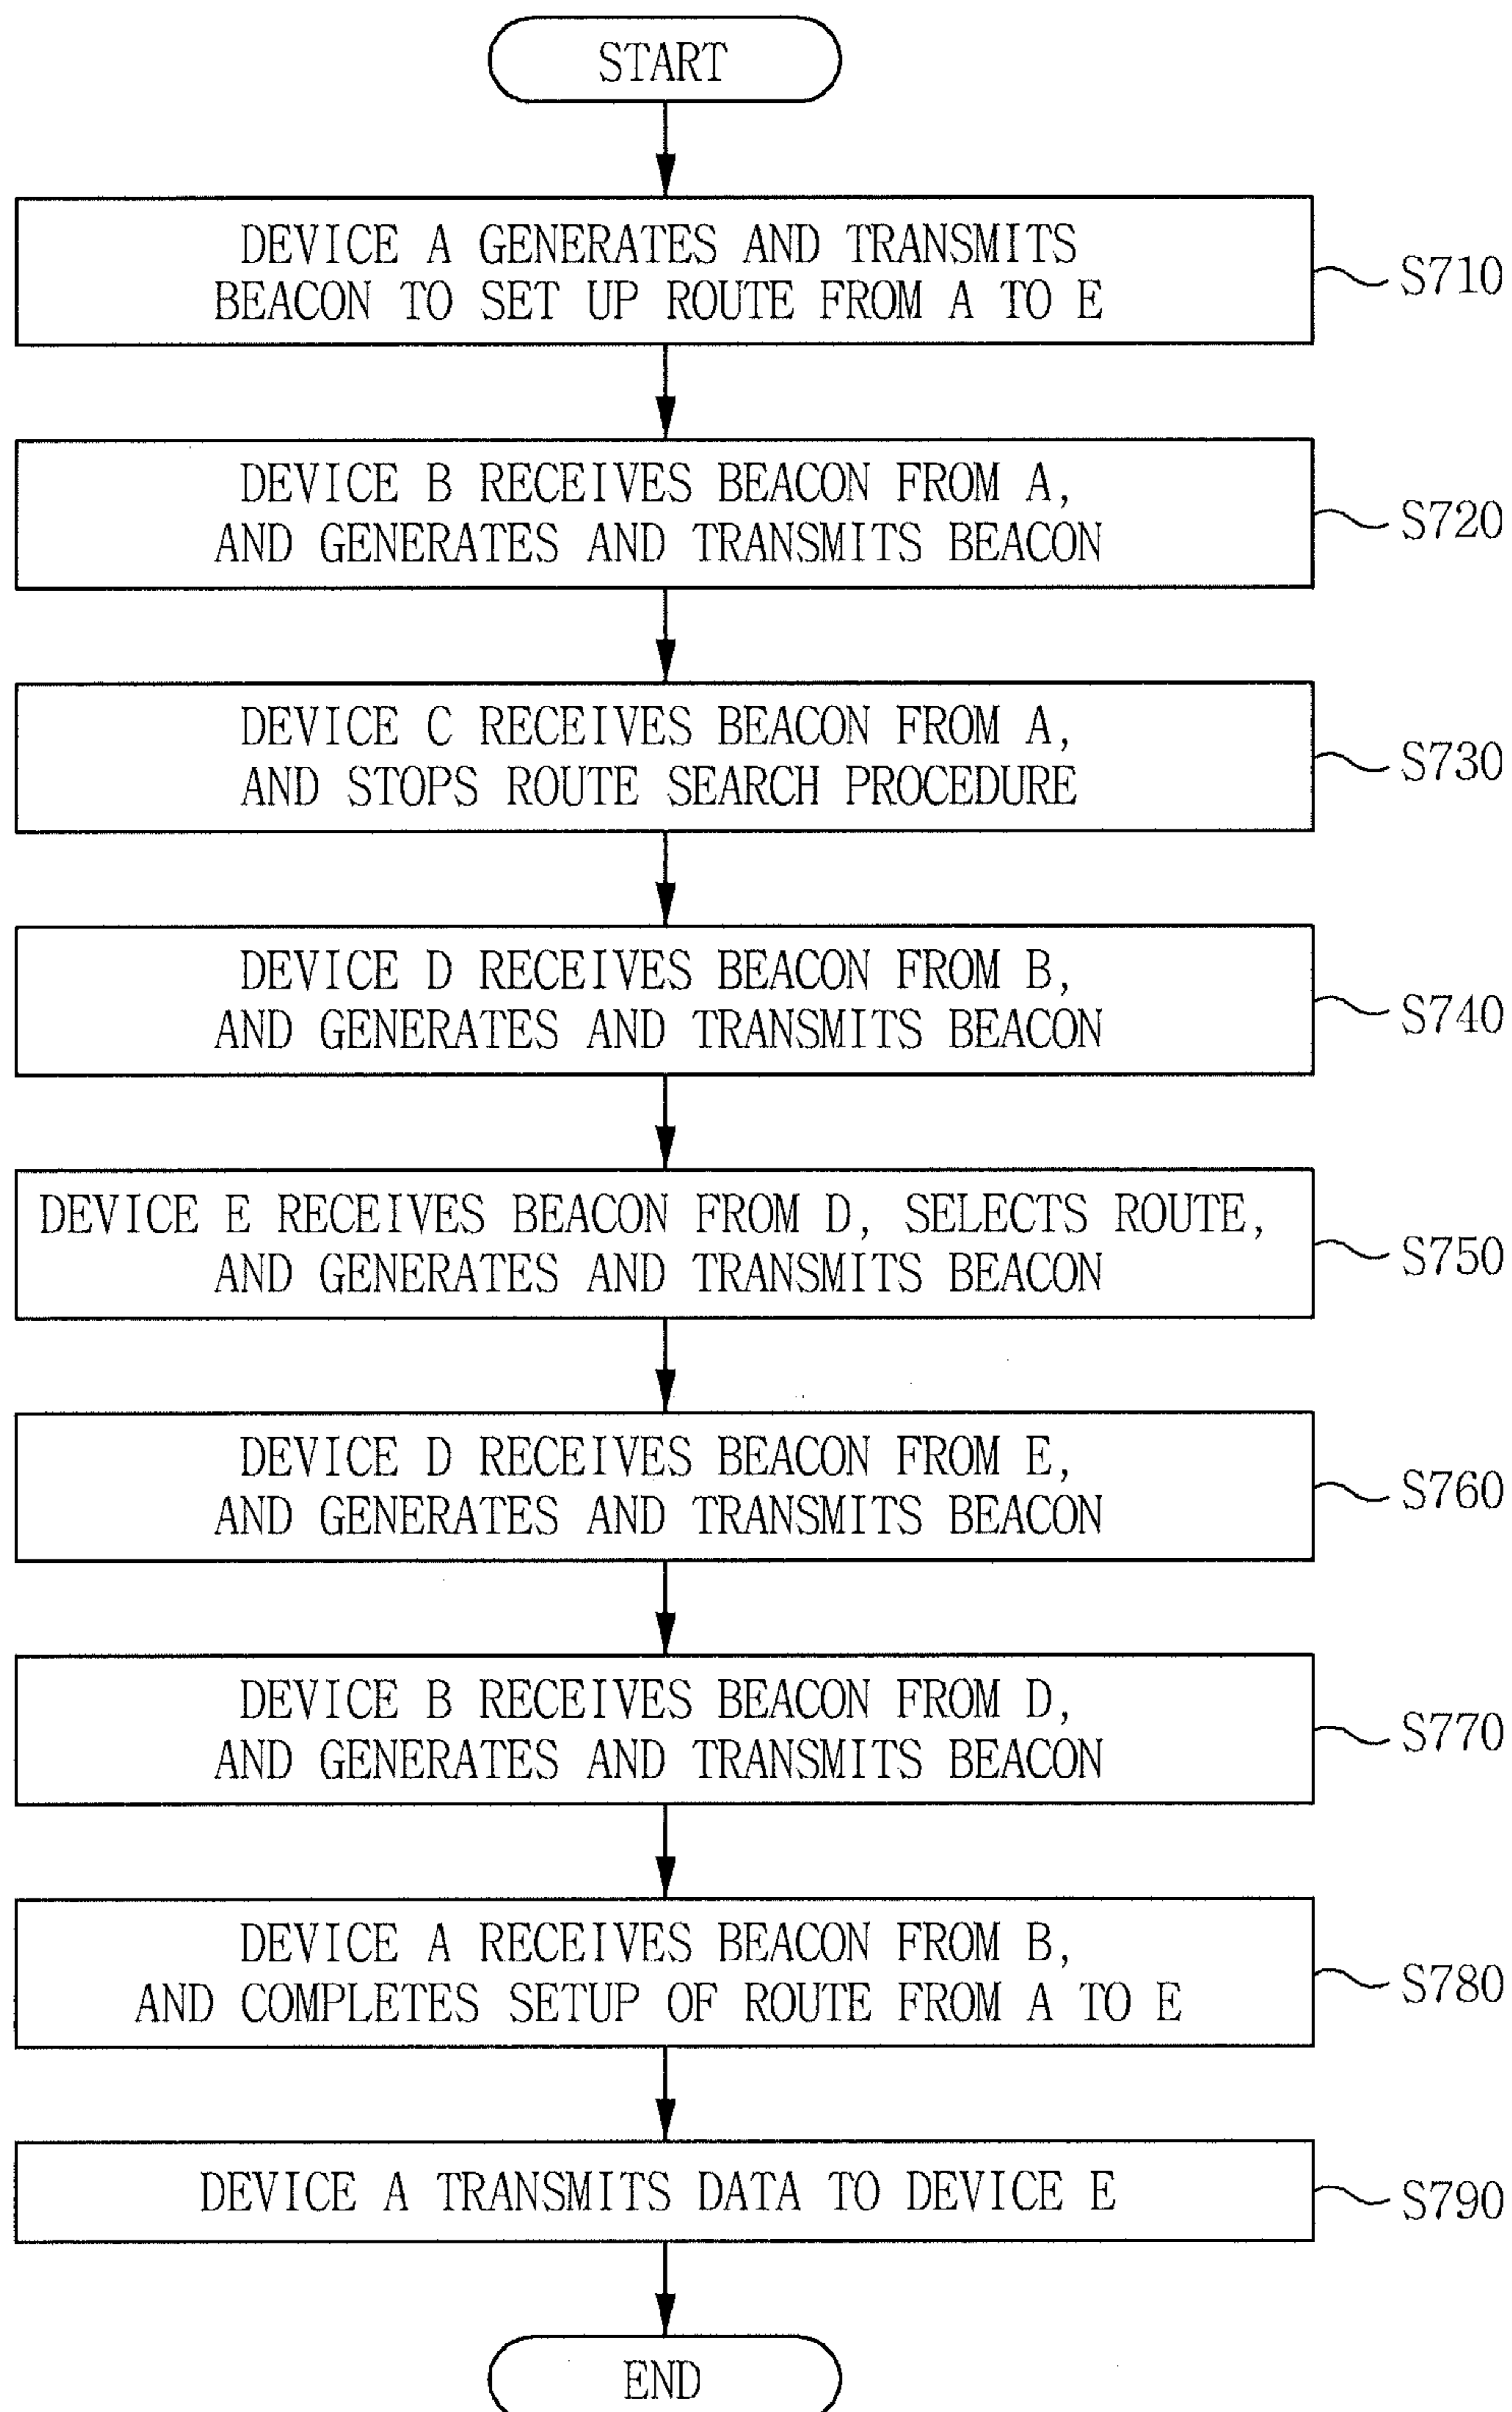 START
DEVICE A GENERATES AND TRANSMITS
BEACON TO SET UP ROUTE FROM A TO E
S710
DEVICE B RECEIVES BEACON FROM A,
AND GENERATES AND TRANSMITS BEACON
S720
DEVICE C RECEIVES BEACON FROM A,
AND STOPS ROUTE SEARCH PROCEDURE
S730
DEVICE D RECEIVES BEACON FROM B,
AND GENERATES AND TRANSMITS BEACON
S740
DEVICE E RECEIVES BEACON FROM D, SELECTS ROUTE,
AND GENERATES AND TRANSMITS BEACON
S750
DEVICE D RECEIVES BEACON FROM E,
AND GENERATES AND TRANSMITS BEACON
S760
DEVICE B RECEIVES BEACON FROM D,
AND GENERATES AND TRANSMITS BEACON
S770
DEVICE A RECEIVES BEACON FROM B,
AND COMPLETES SETUP OF ROUTE FROM A TO E
S780
DEVICE A TRANSMITS DATA TO DEVICE E
S790
END